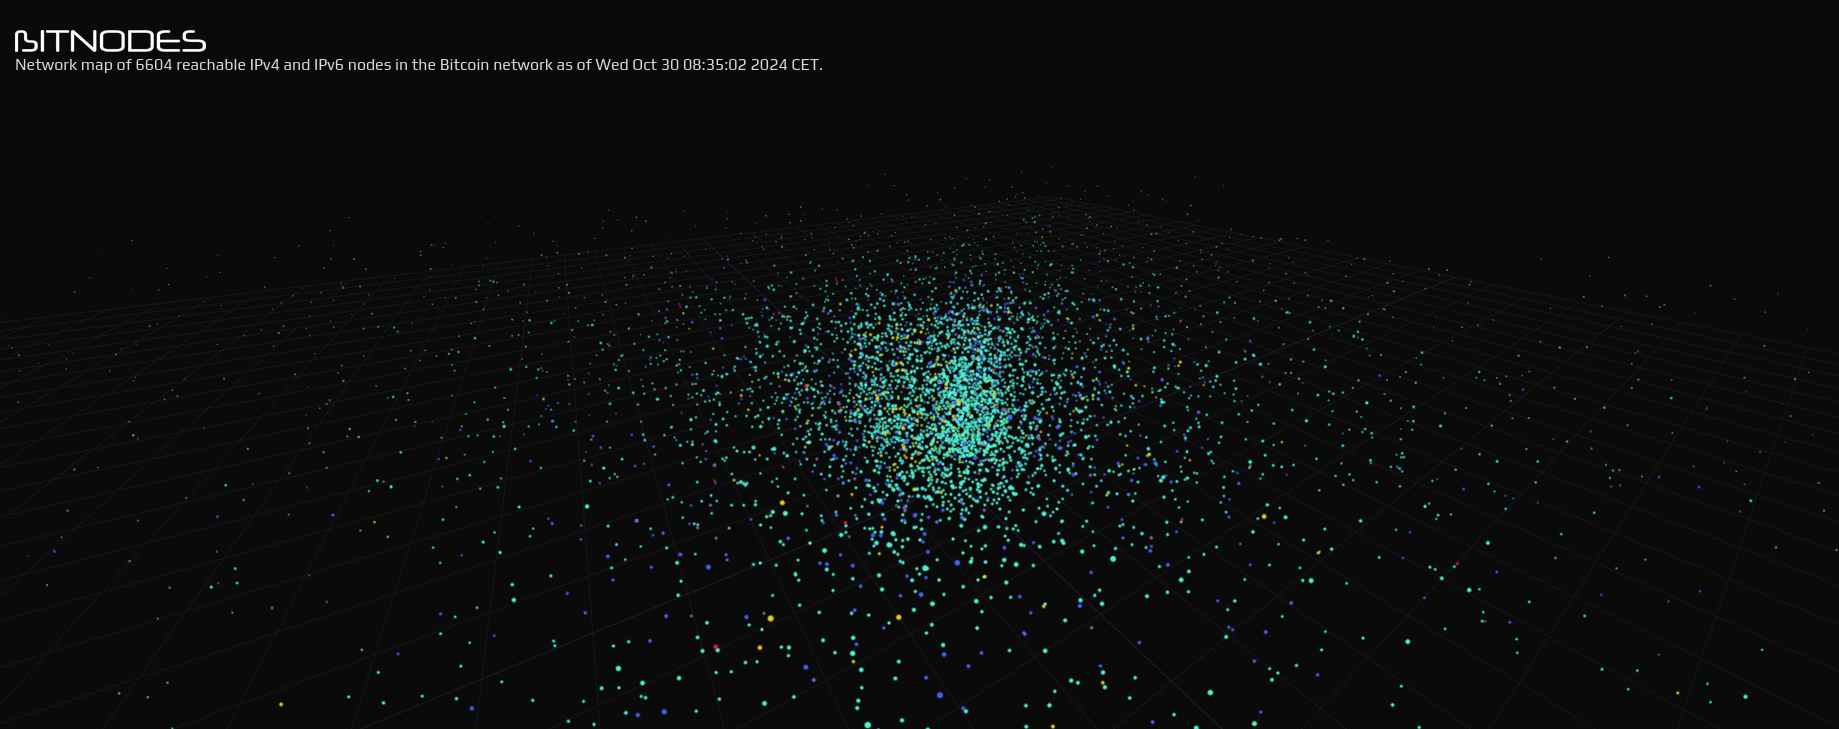 BITNODES
Network map of 6604 reachable IPv4 and IPv6 nodes in the Bitcoin network as of Wed Oct 30 08:35:02 2024 CET.